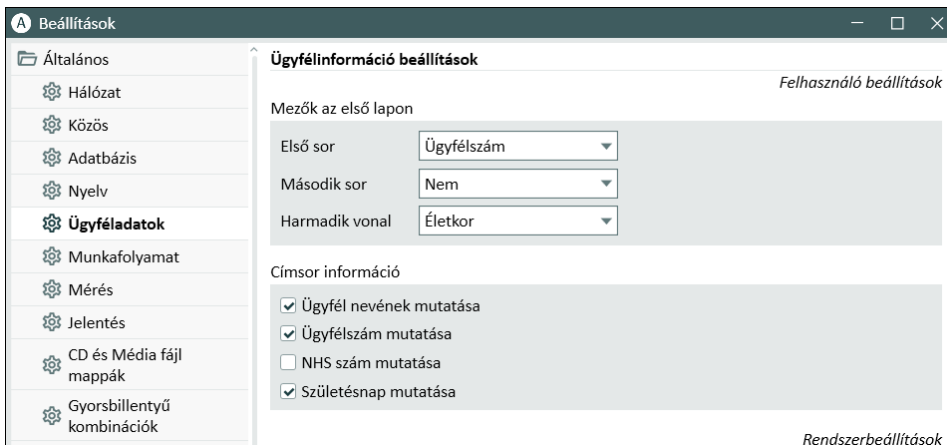 A Beállítások
Általános
Hálózat
Közös
Adatbázis
Nyelv
Ügyféladatok
Munkafolyamat
Mérés
Jelentés
CD és Média fájl
mappák
Gyorsbillentyű
kombinációk
Ügyfélinformáció beállítások
Felhasználó beállítások
Mezők az első lapon
Első sor Ügyfélszám
Második sor Nem
Harmadik vonal Életkor
Címsor információ
Ügyfél nevének mutatása
Ügyfélszám mutatása
NHS szám mutatása
Születésnap mutatása
Rendszerbeállítások